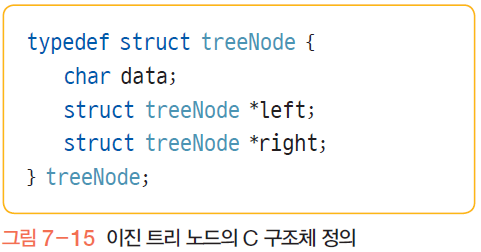 typedef struct treeNode {
char data;
struct treeNode *left;
struct treeNode *right;
} treeNode;
그림 7-15 이진 트리 노드의 C 구조체 정의